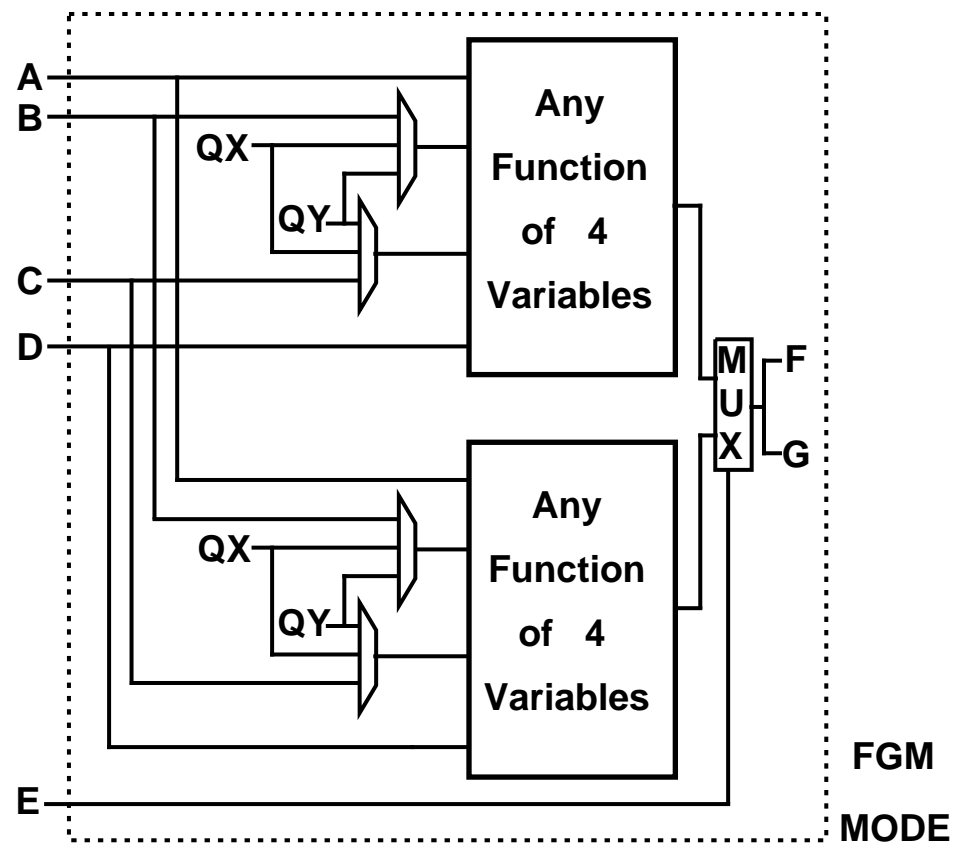 A
B
QX
QY
C
D
Any
Function
of 4
Variables
M
U
X
F
G
QX
QY
Any
Function
of 4
Variables
E
FGM
MODE